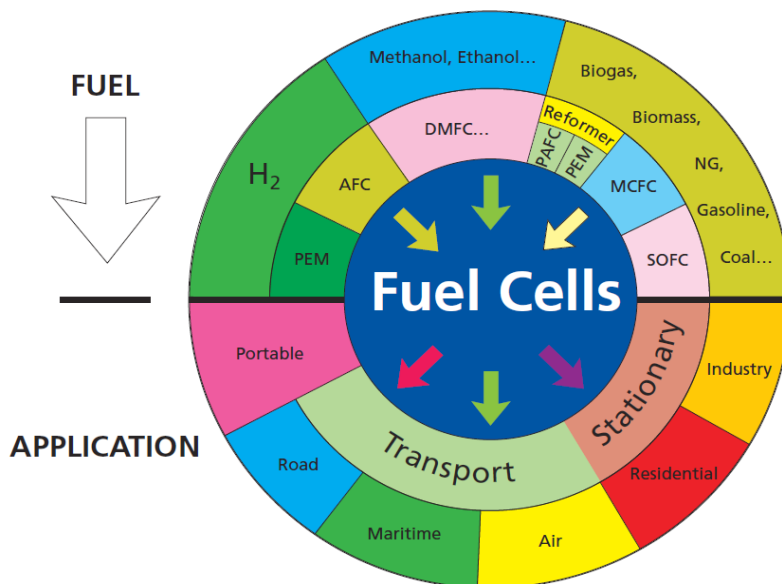 FUEL
Methanol, Ethanol...
Biogas,
Biomass,
NG,
Gasoline,
Coal...
H₂
DMFC...
Reformer
PAFC
PEM
AFC
MCFC
PEM
SOFC
Fuel Cells
APPLICATION
Portable
Transport
Stationary
Industry
Road
Residential
Maritime
Air